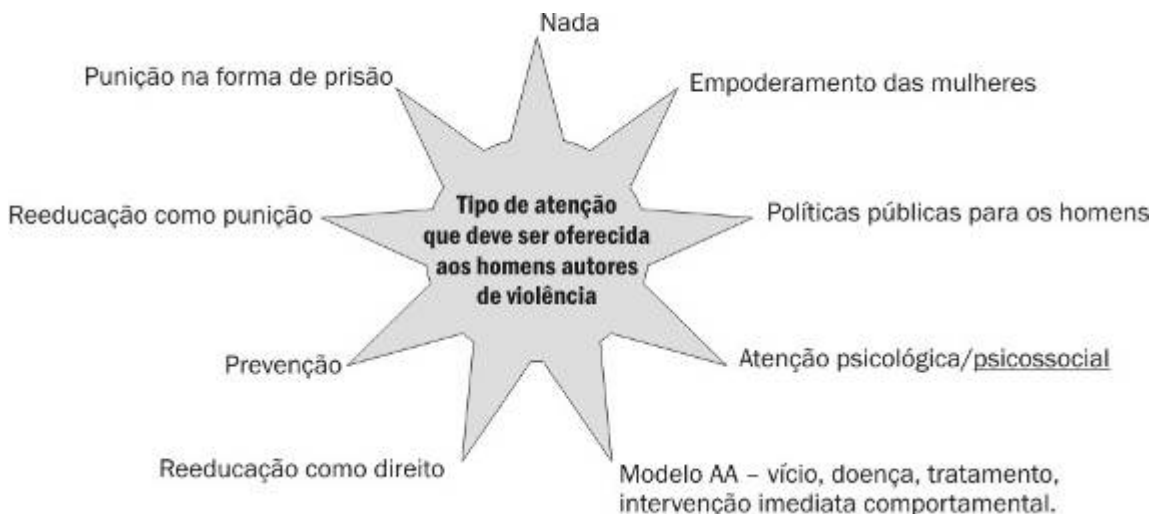 Nada
Punição na forma de prisão
Empoderamento das mulheres
Reeducação como punição
Tipo de atenção
que deve ser oferecida
aos homens autores
de violência
Políticas públicas para os homens
Prevenção
Atenção psicológica/psicossocial
Reeducação como direito
Modelo AA – vício, doença, tratamento,
intervenção imediata comportamental.